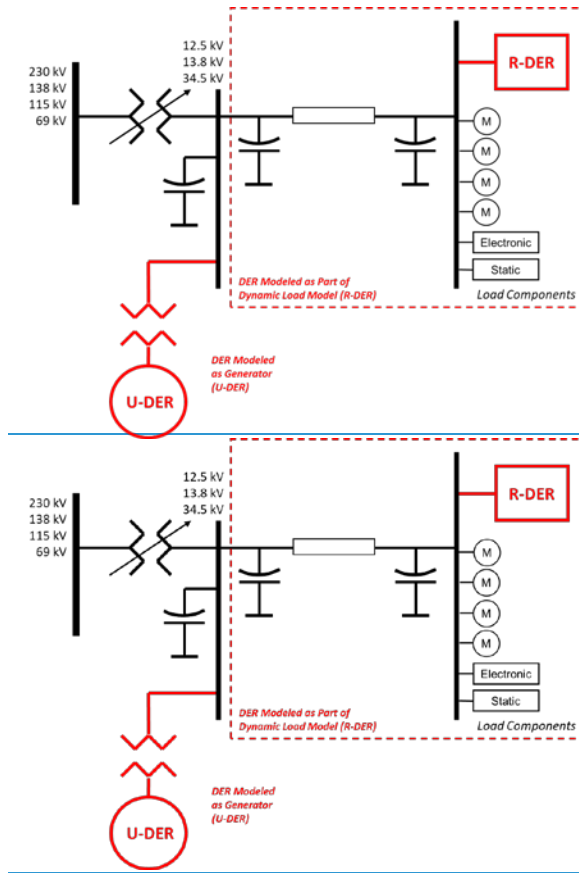 230 kV
138 kV
115 kV
69 kV
12.5 kV
13.8 kV
34.5 kV
R-DER
M
M
M
M
Electronic
Static
DER Modeled as Part of
Dynamic Load Model (R-DER)
Load Components
DER Modeled
as Generator
(U-DER)
U-DER
230 kV
138 kV
115 kV
69 kV
12.5 kV
13.8 kV
34.5 kV
R-DER
M
M
M
M
Electronic
Static
DER Modeled as Part of
Dynamic Load Model (R-DER)
Load Components
DER Modeled
as Generator
(U-DER)
U-DER